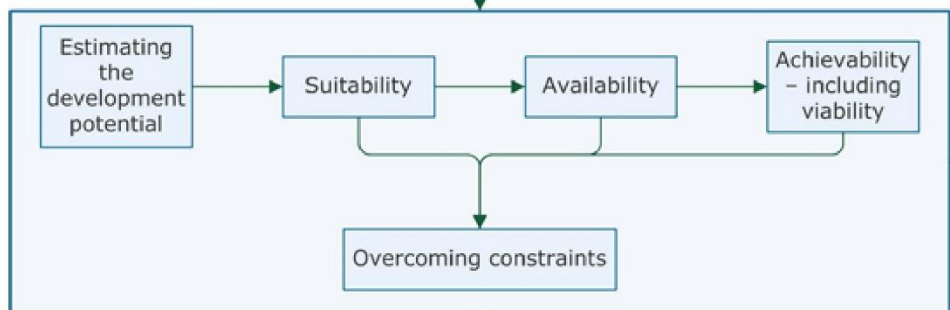 Estimating
the
development
potential
Suitability
Availability
Achievability
– including
viability
Overcoming constraints